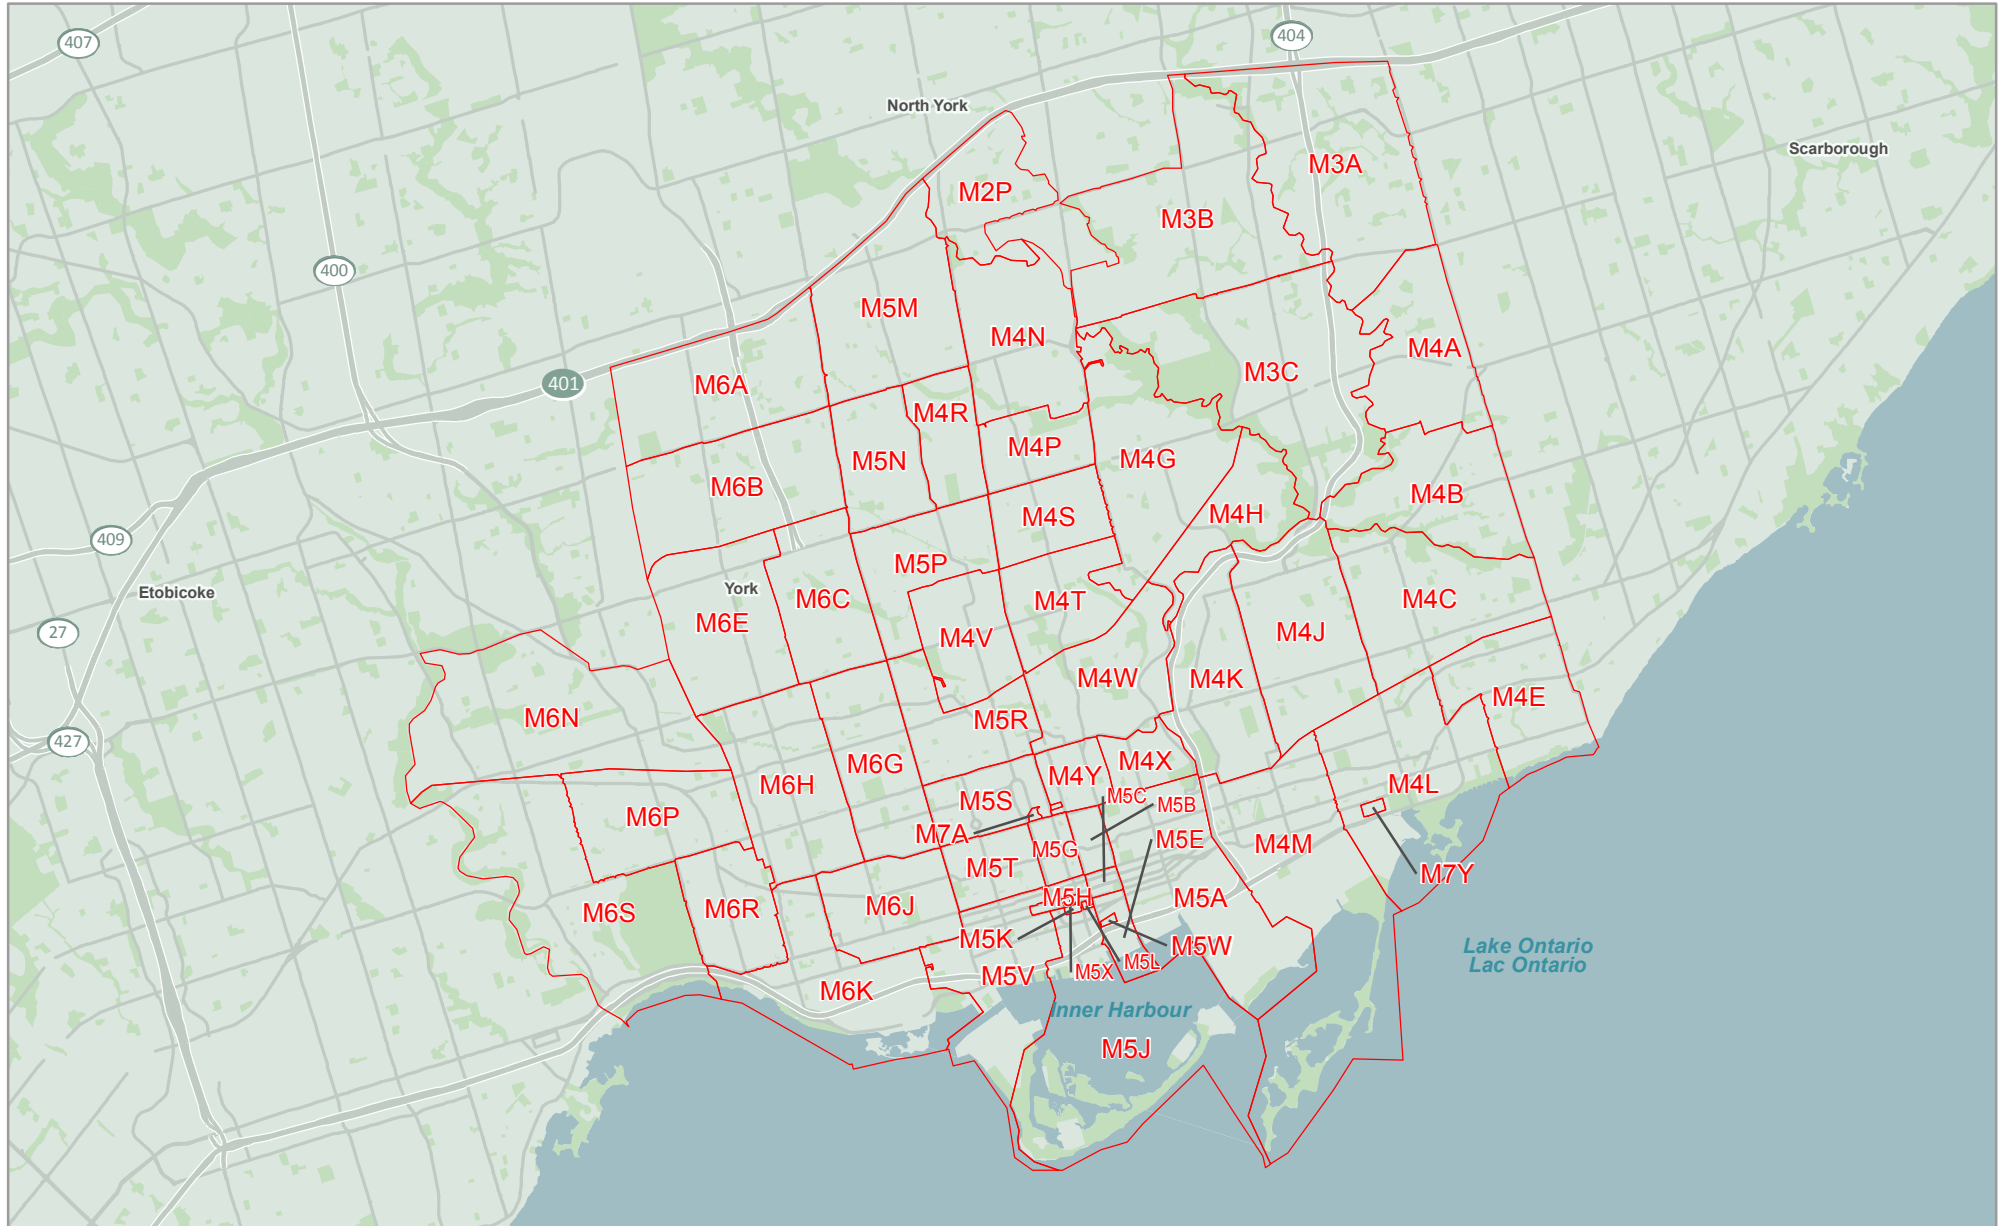 404
407
North York
Scarborough
M3A
M2P
M3B
400
M5M
M4N
M4A
M3C
401
M6A
M4R
M4P
M5N
M4G
M6B
M4B
M4S
M4H
409
M5P
York
Etobicoke
M6C
M4T
M4C
M6E
M4J
27
M4V
M4W
M4K
M4E
M6N
M5R
427
M4X
M6G
M4Y
M6H
M4L
M5C
M5S
M5B
M6P
M7A
M5E
M4M
M5G
M5T
M7Y
M5H
M5A
M6J
M6R
M6S
M5K
M5W
Lake Ontario
Lac Ontario
M5L
M5X
M5V
M6K
Inner Harbour
M5J